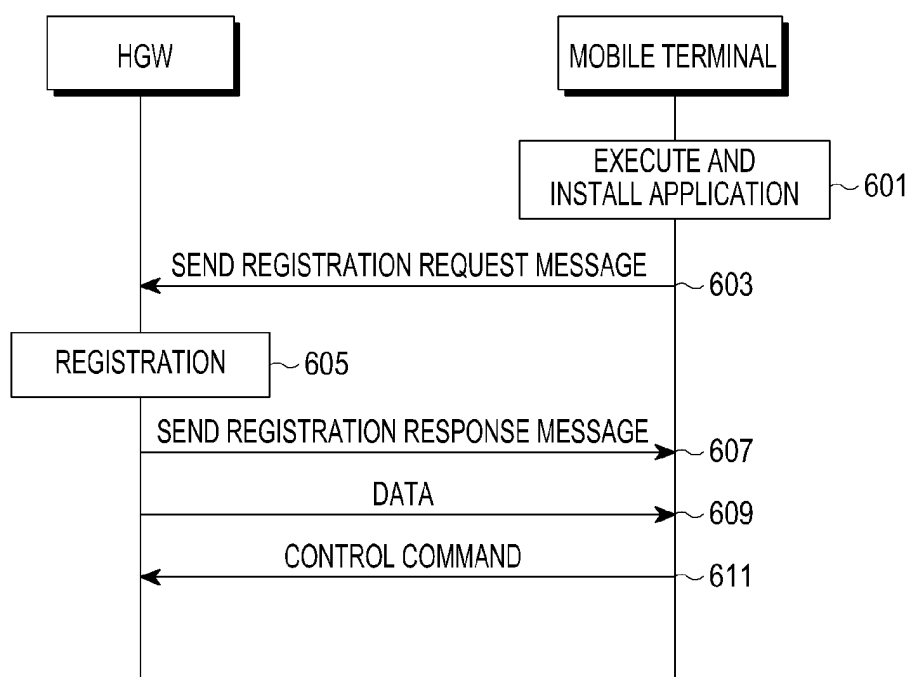 HGW
MOBILE TERMINAL
EXECUTE AND
INSTALL APPLICATION
601
SEND REGISTRATION REQUEST MESSAGE
603
REGISTRATION
605
SEND REGISTRATION RESPONSE MESSAGE
607
DATA
609
CONTROL COMMAND
611